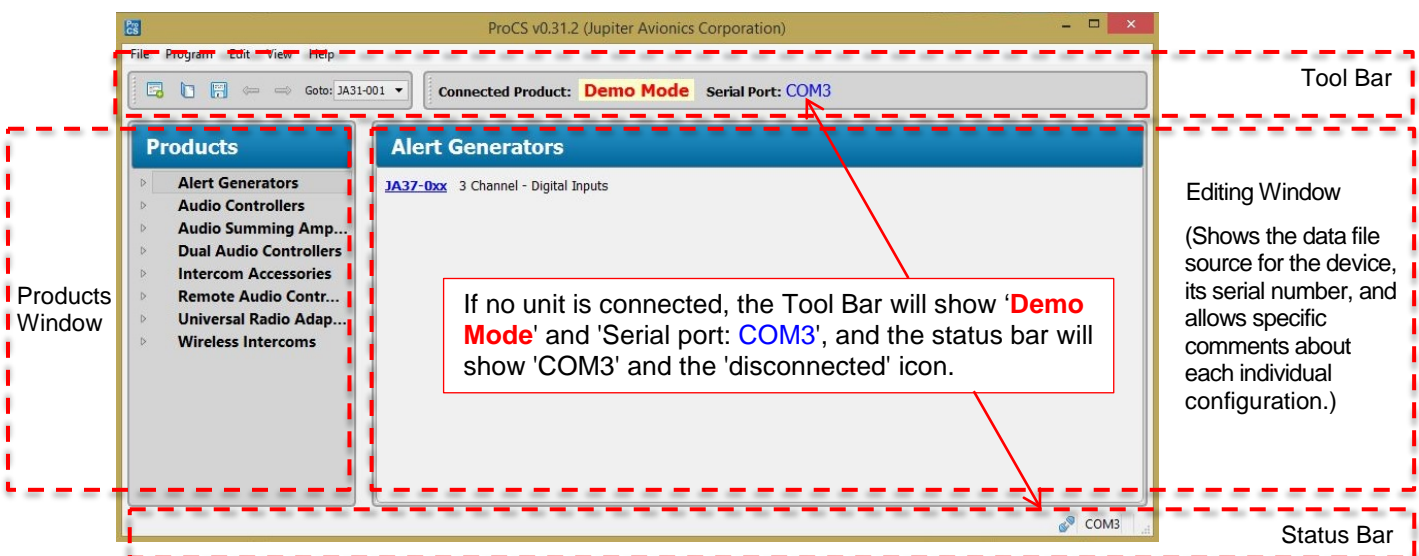 Pro
CS
ProCS v0.31.2 (Jupiter Avionics Corporation)
File Program Edit View Help
Goto: JA31-001
Connected Product: Demo Mode Serial Port: COM3
Tool Bar
Products
Alert Generators
Audio Controllers
Audio Summing Amp...
Dual Audio Controllers
Intercom Accessories
Remote Audio Contr...
Universal Radio Adap...
Wireless Intercoms
Products
Window
Alert Generators
JA37-0xx 3 Channel - Digital Inputs
If no unit is connected, the Tool Bar will show ‘Demo
Mode' and 'Serial port: COM3', and the status bar will
show 'COM3' and the 'disconnected' icon.
Editing Window
(Shows the data file
source for the device,
its serial number, and
allows specific
comments about
each individual
configuration.)
COM3
Status Bar